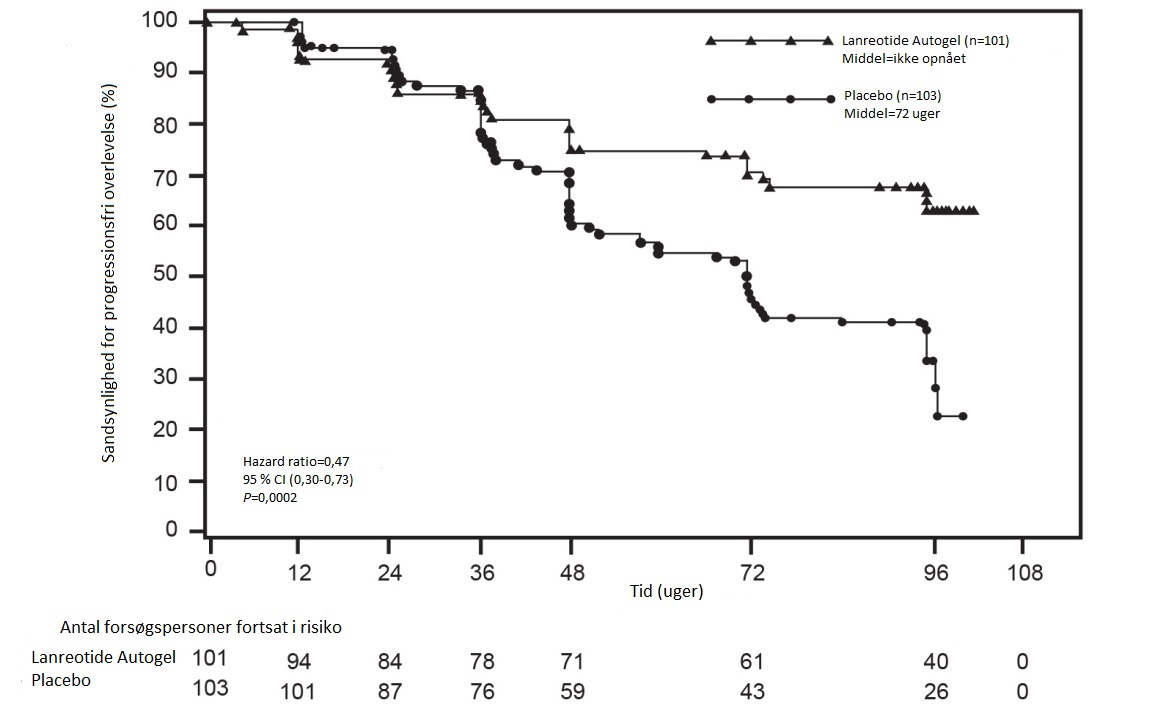 100
90
80
70
60
50
40
30
20
10
0
Sandsynlighed for progressionsfri overlevelse (%)
Lanreotide Autogel (n=101)
Middel=ikke opnået
Placebo (n=103)
Middel=72 uger
Hazard ratio=0,47
95 % CI (0,30-0,73)
P=0,0002
0 12 24 36 48 72 96 108
Tid (uger)
Antal forsøgspersoner fortsat i risiko
Lanreotide Autogel 101 94 84 78 71 61 40 0
Placebo 103 101 87 76 59 43 26 0